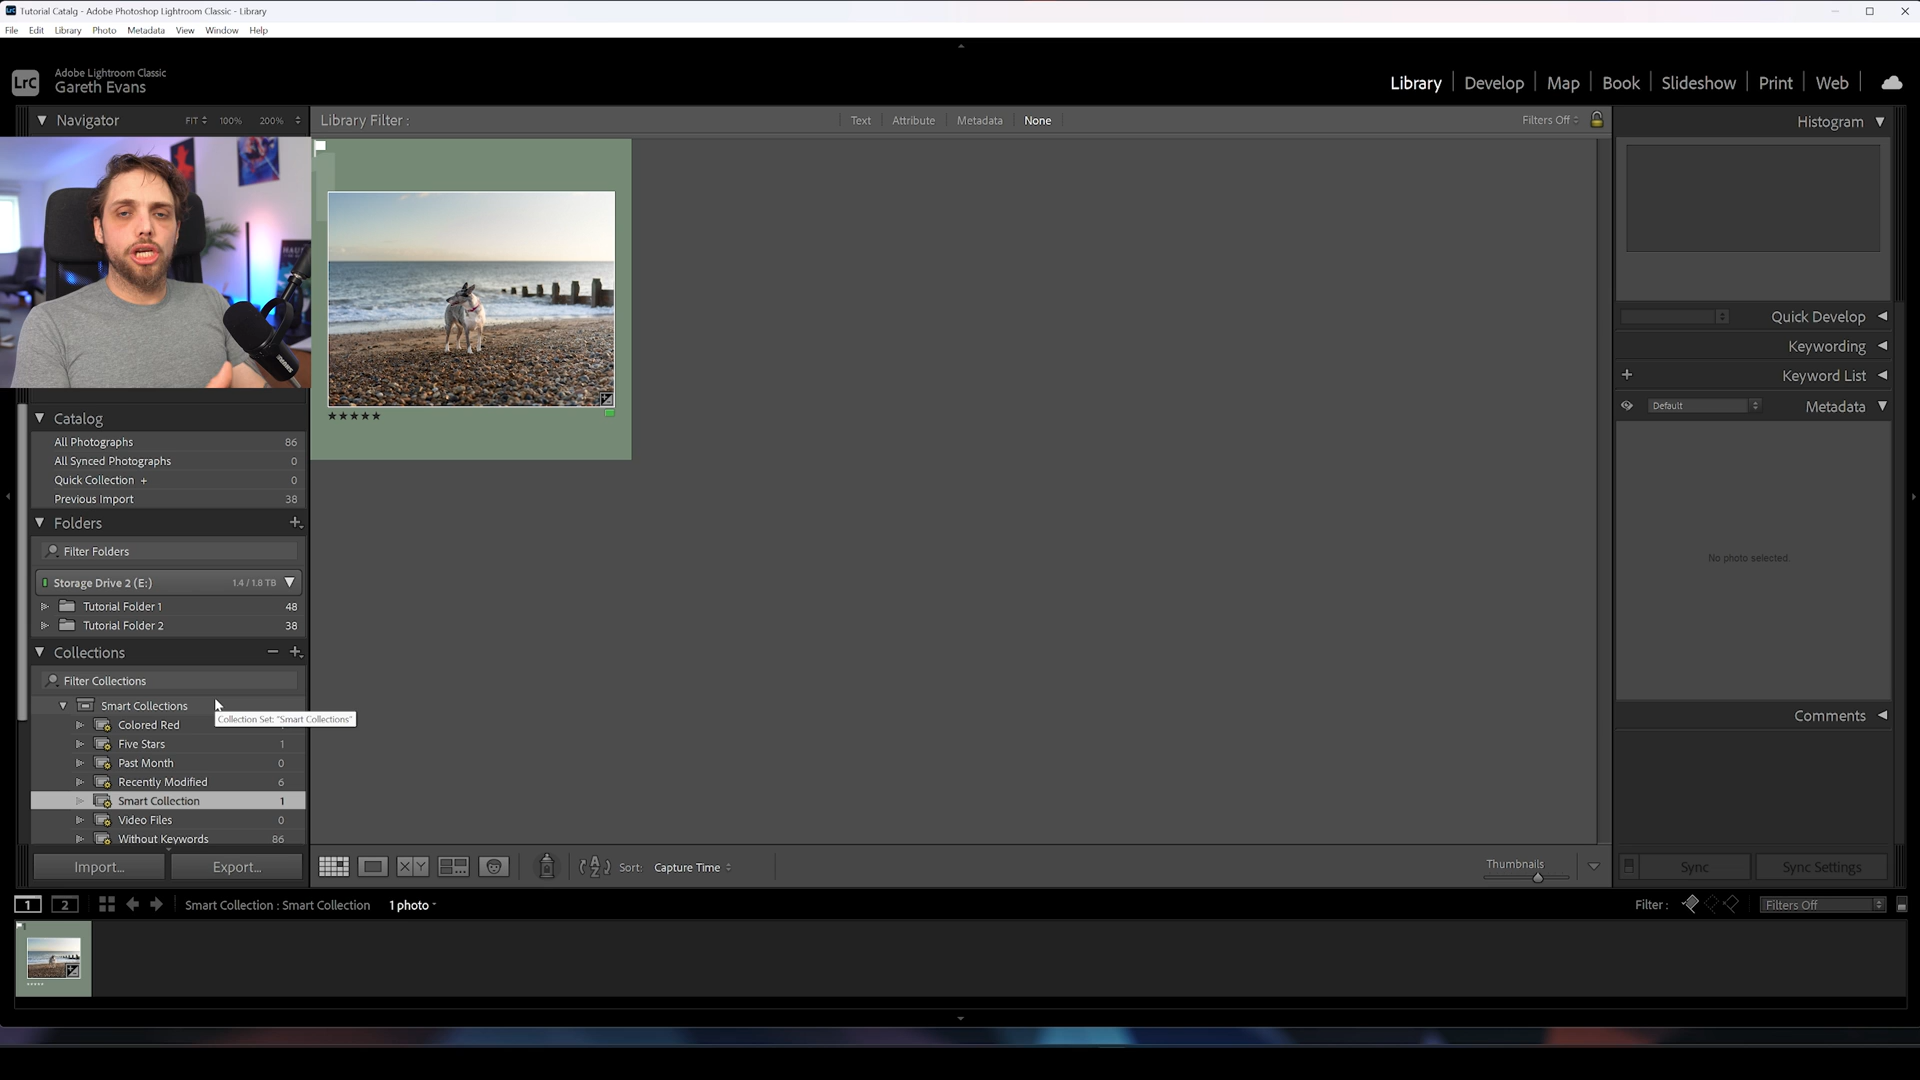 Tutorial Catalg - Adobe Photoshop Lightroom Classic - Library
File Edit Library Photo Metadata View Window Help
LrC
Adobe Lightroom Classic
Gareth Evans
Library Develop Map Book Slideshow Print Web
Navigator FIT 100% 200%
Library Filter : Text Attribute Metadata None Filters Off
Histogram
Quick Develop
Keywording
Keyword List
Default Metadata
No photo selected.
Comments
Catalog
All Photographs 86
All Synced Photographs 0
Quick Collection + 0
Previous Import 38
Folders
Filter Folders
Storage Drive 2 (E:) 1.4 / 1.8 TB
Tutorial Folder 1 48
Tutorial Folder 2 38
Collections
Filter Collections
Smart Collections
Collection Set: "Smart Collections"
Colored Red
Five Stars 1
Past Month 0
Recently Modified 6
Smart Collection 1
Video Files 0
Without Keywords 86
Import... Export...
X Y
A Z
Sort: Capture Time
Thumbnails
Sync Sync Settings
1 2 Smart Collection : Smart Collection 1 photo
Filter : Filters Off
1